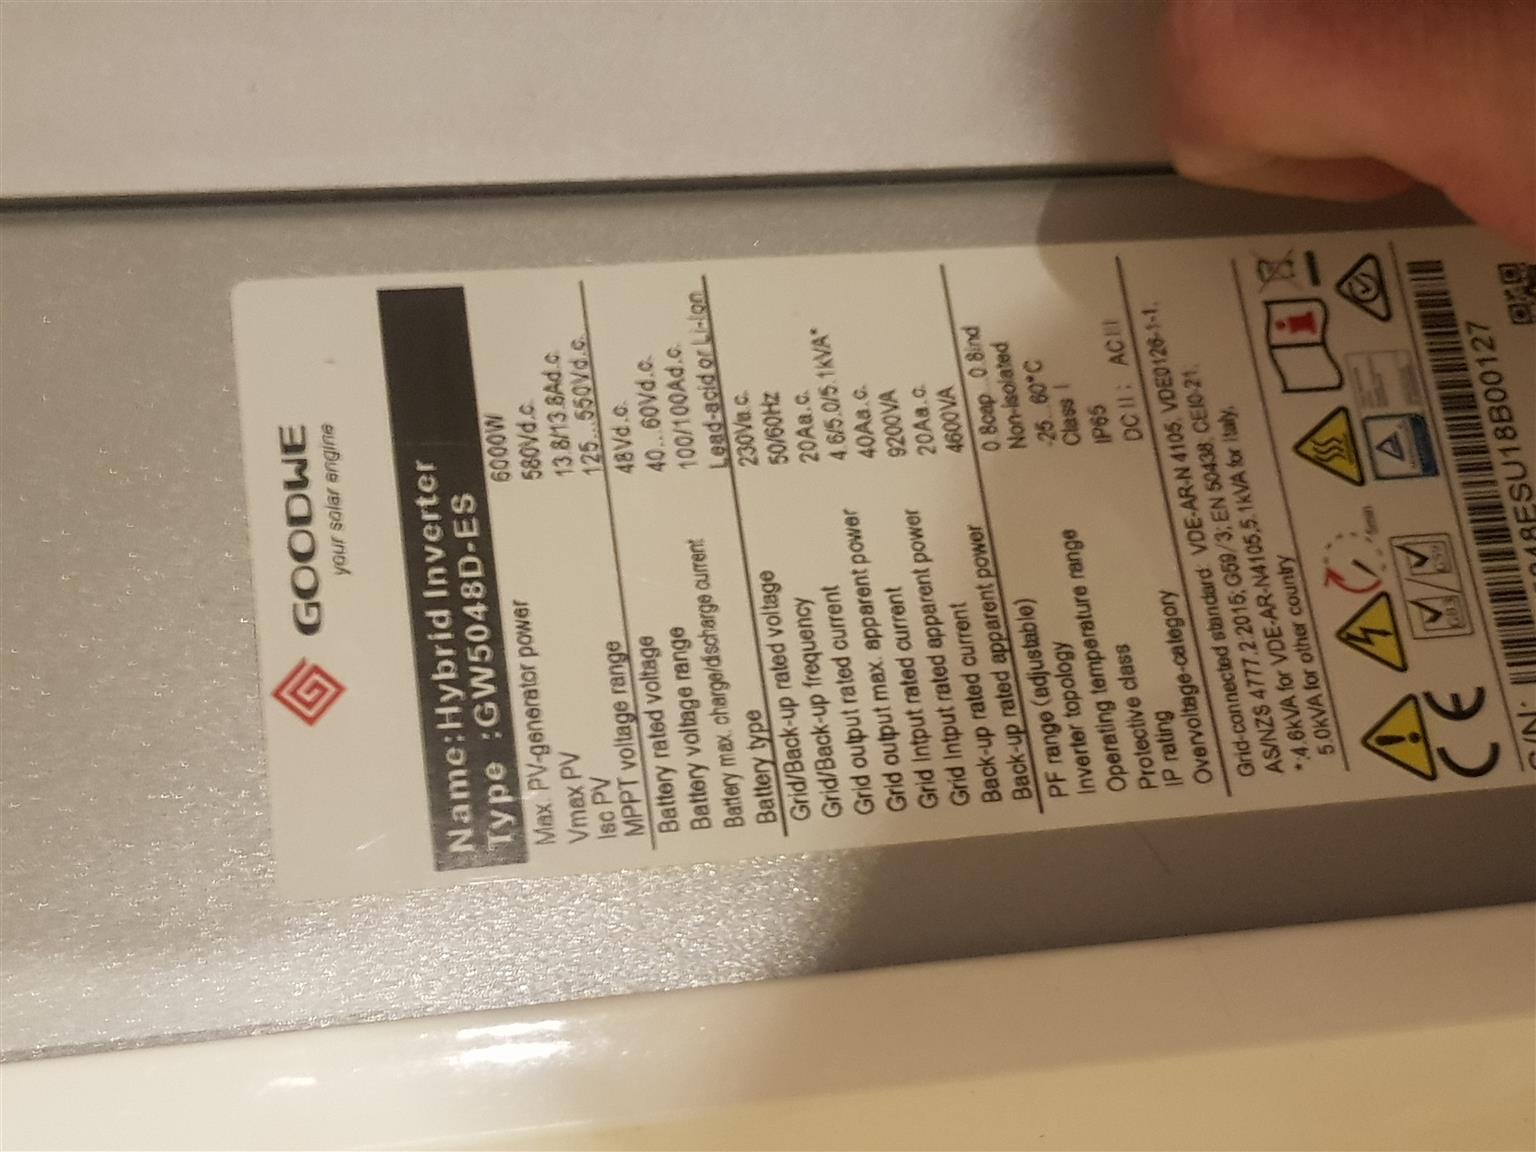 GOODWE
your solar engine
Name:Hybrid Inverter
Type :GW5048D-ES
Max. PV-generator power 6000W
Vmax PV 580Vd.c.
Isc PV 13.8/13.8Ad.c.
MPPT voltage range 125...550Vd.c.
Battery rated voltage 48Vd.c.
Battery voltage range 40...60Vd.c.
Battery max. charge/discharge current 100/100Ad.c.
Battery type Lead-acid or Li-Ion
Grid/Back-up rated voltage 230Va.c.
Grid/Back-up frequency 50/60Hz
Grid output rated current 20Aa.c.
Grid output max. apparent power 4.6/5.0/5.1kVA*
Grid output max. current 40Aa.c.
Grid Intput rated apparent power 9200VA
Grid Intput rated current
Back-up rated current 20Aa.c.
Back-up rated apparent power 4600VA
PF range (adjustable) 0.8cap...0.8ind
Inverter topology Non-isolated
Operating temperature range -25...60°C
Protective class Class I
IP rating IP65
Overvoltage-category DC II: AC III
Grid-connected standard: VDE-AR-N 4105, VDE0126-1-1,
AS/NZS 4777.2:2015; G59/3; EN 50438; CEI0-21.
*:4.6kVA for VDE-AR-N4105,5.1kVA for Italy,
5.0kVA for other country
5min
CE
S/N: 48ESU18B00127